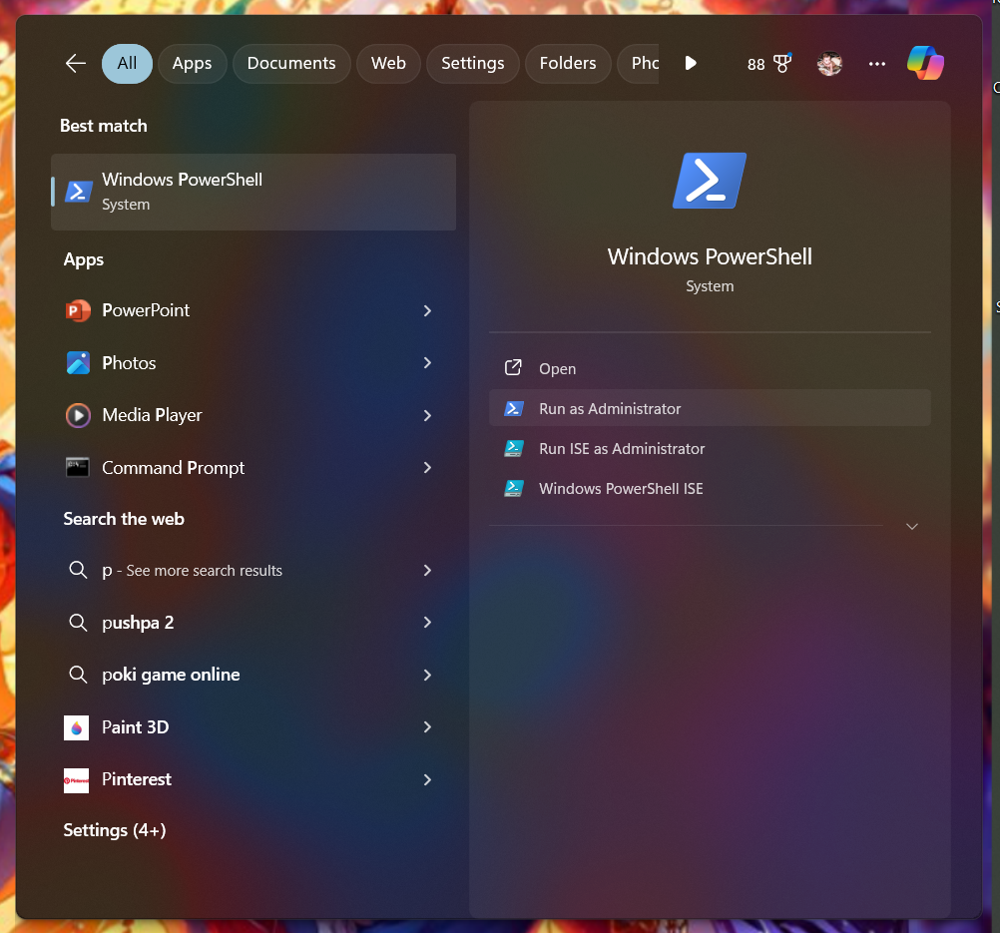 All
Apps
Documents
Web
Settings
Folders
Pho
88
Best match
Windows PowerShell
System
Apps
PowerPoint
Photos
Media Player
Command Prompt
Search the web
p - See more search results
pushpa 2
poki game online
Paint 3D
Pinterest
Settings (4+)
Windows PowerShell
System
Open
Run as Administrator
Run ISE as Administrator
Windows PowerShell ISE